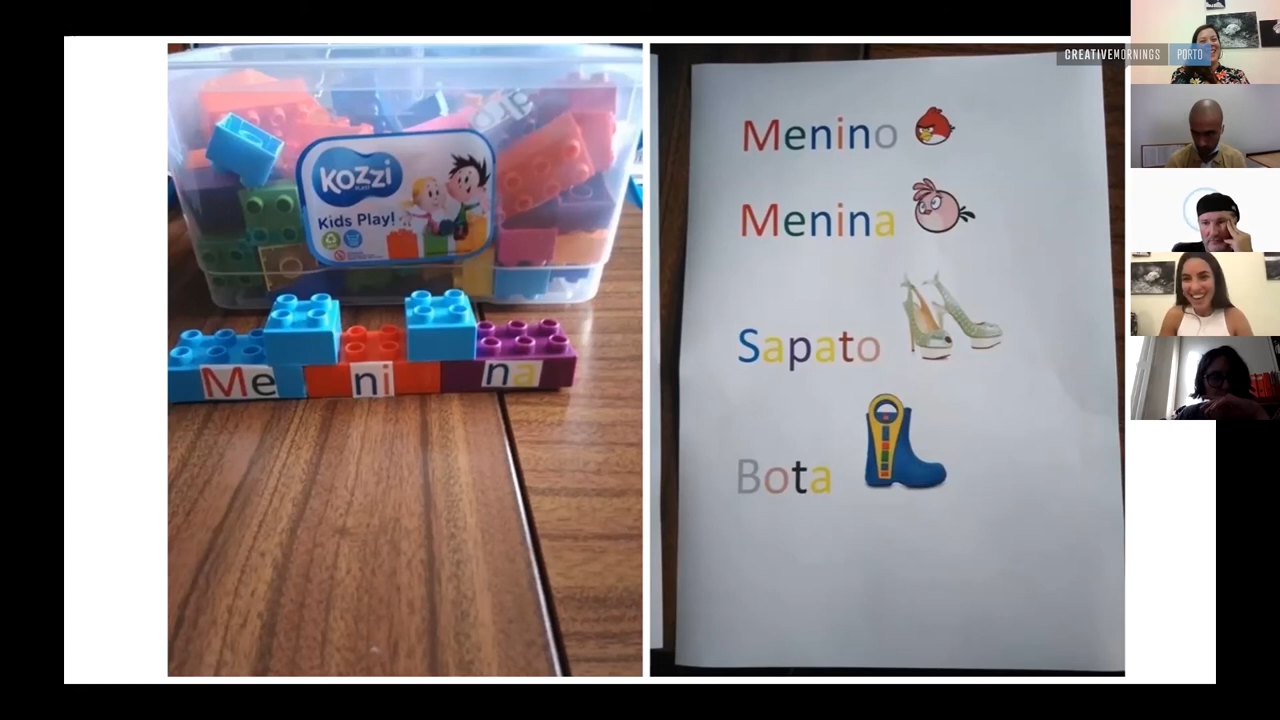 KOZZI
Kids Play!
Me ni na
Menino
Menina
Sapato
Bota
CREATIVEMORNINGS PORTO